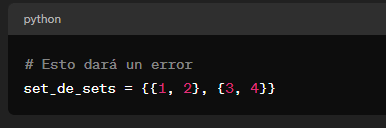 python
# Esto dará un error
set_de_sets = {{1, 2}, {3, 4}}